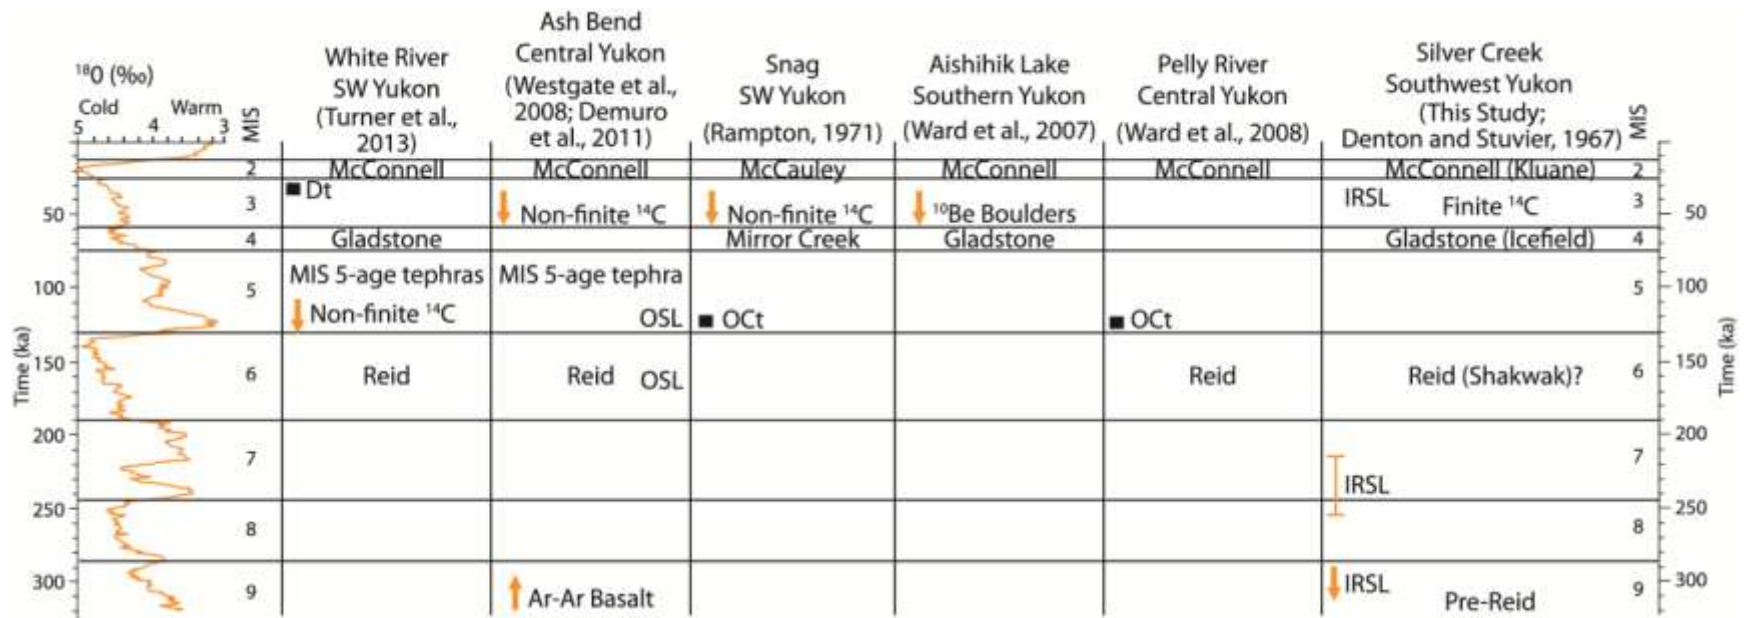 ¹⁸O (‰)
Cold Warm
5 4 3
MIS
White River
SW Yukon
(Turner et al.,
2013)
Ash Bend
Central Yukon
(Westgate et al.,
2008; Demuro
et al., 2011)
Snag
SW Yukon
(Rampton, 1971)
Aishihik Lake
Southern Yukon
(Ward et al., 2007)
Pelly River
Central Yukon
(Ward et al., 2008)
Silver Creek
Southwest Yukon
(This Study;
Denton and Stuvier, 1967)
MIS
2 McConnell McConnell McCauley McConnell McConnell McConnell (Kluane) 2
Dt
IRSL
3 Non-finite ¹⁴C Non-finite ¹⁴C ¹⁰Be Boulders Finite ¹⁴C 3
50 50
4 Gladstone Mirror Creek Gladstone Gladstone (Icefield) 4
MIS 5-age tephras MIS 5-age tephra
100 5 5 100
Non-finite ¹⁴C OSL OCt OCt
150 150
6 Reid Reid OSL Reid Reid (Shakwak)? 6
Time (ka) Time (ka)
200 200
7 7
IRSL
250 250
8 8
300 300
9 Ar-Ar Basalt IRSL Pre-Reid 9